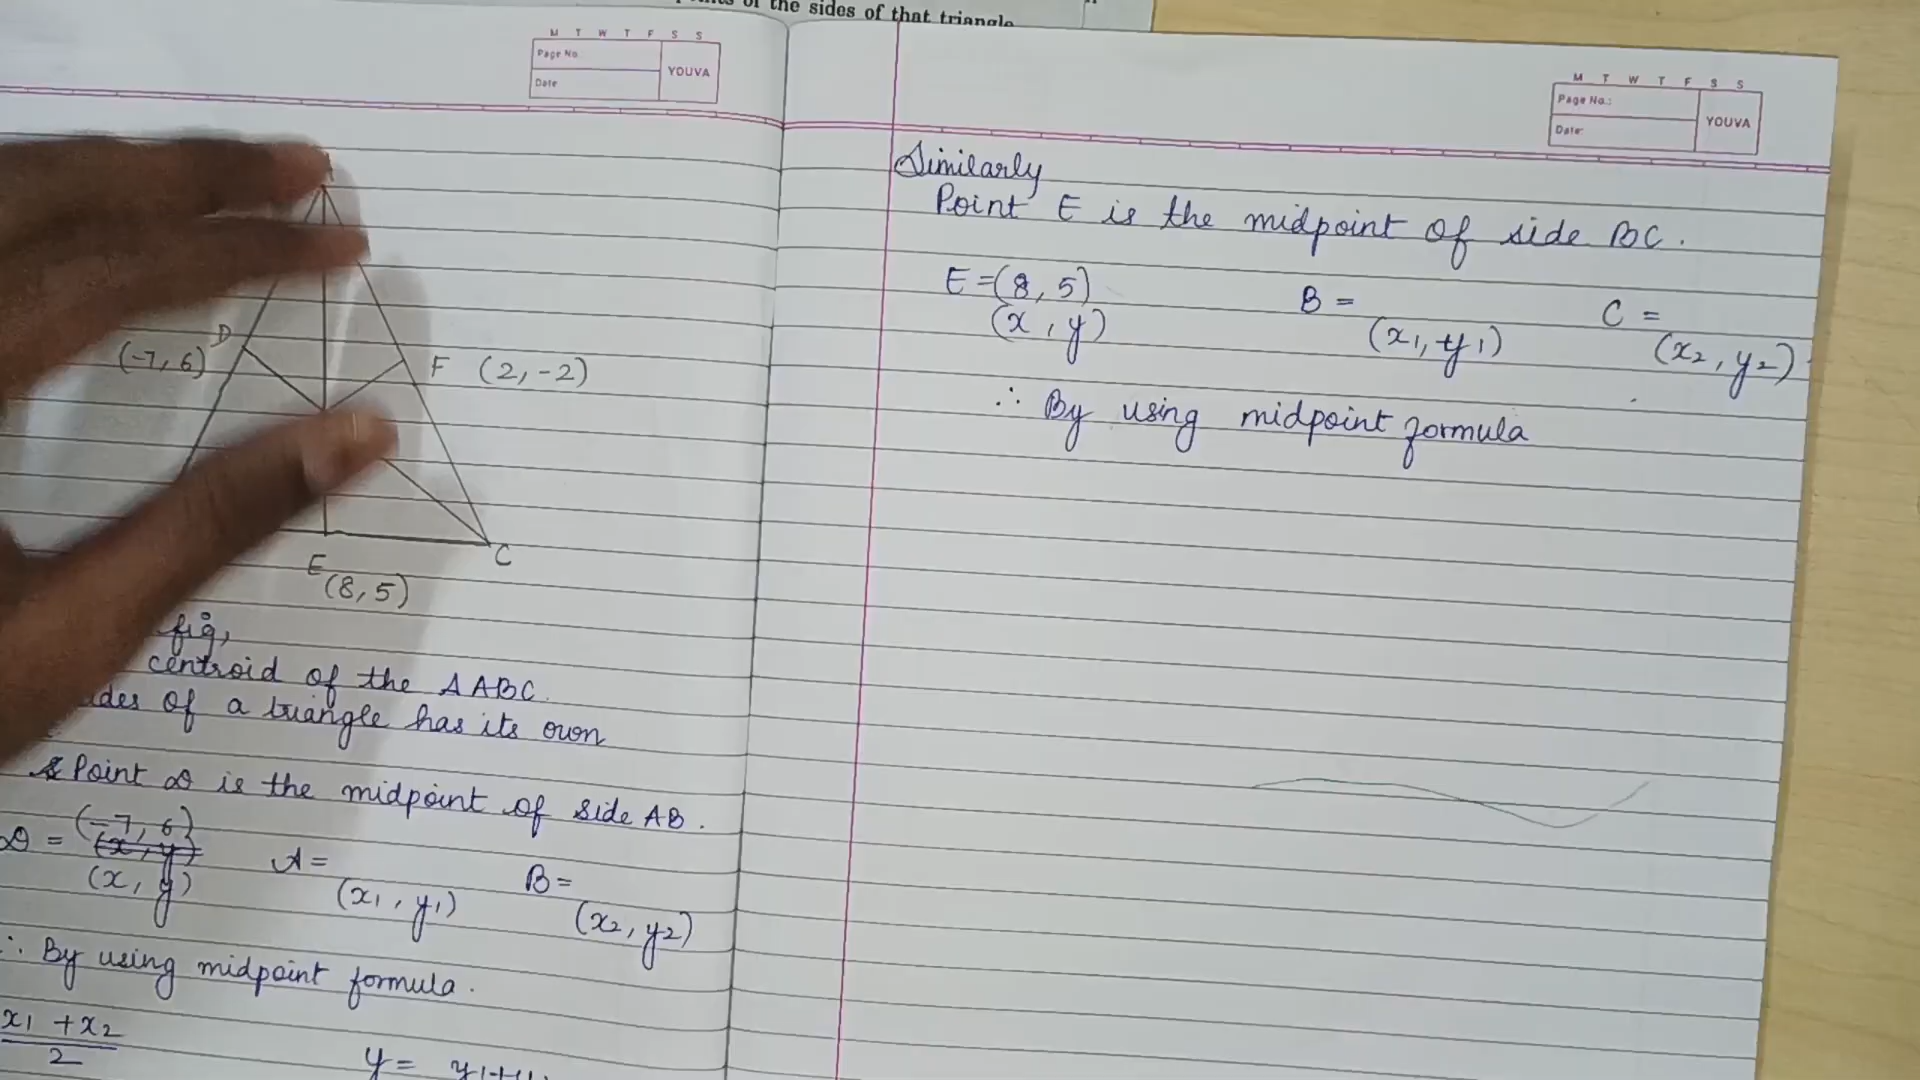 of the sides of that triangle
M T W T F S S
Page No
YOUVA
Date
D
(-7, 6)
F (2, -2)
E
C
(8, 5)
fig,
centroid of the ΔABC.
of a triangle has its own
Point D is the midpoint of side AB.
(-7, 6)
D = (x, y)
(x, y)
A =
(x1, y1)
B =
(x2, y2)
∴ By using midpoint formula.
x1 + x2
2
y =
M T W T F S S
Page No.:
YOUVA
Date:
Similarly
Point E is the midpoint of side BC.
E = (8, 5)
(x, y)
B =
(x1, y1)
C =
(x2, y2)
∴ By using midpoint formula